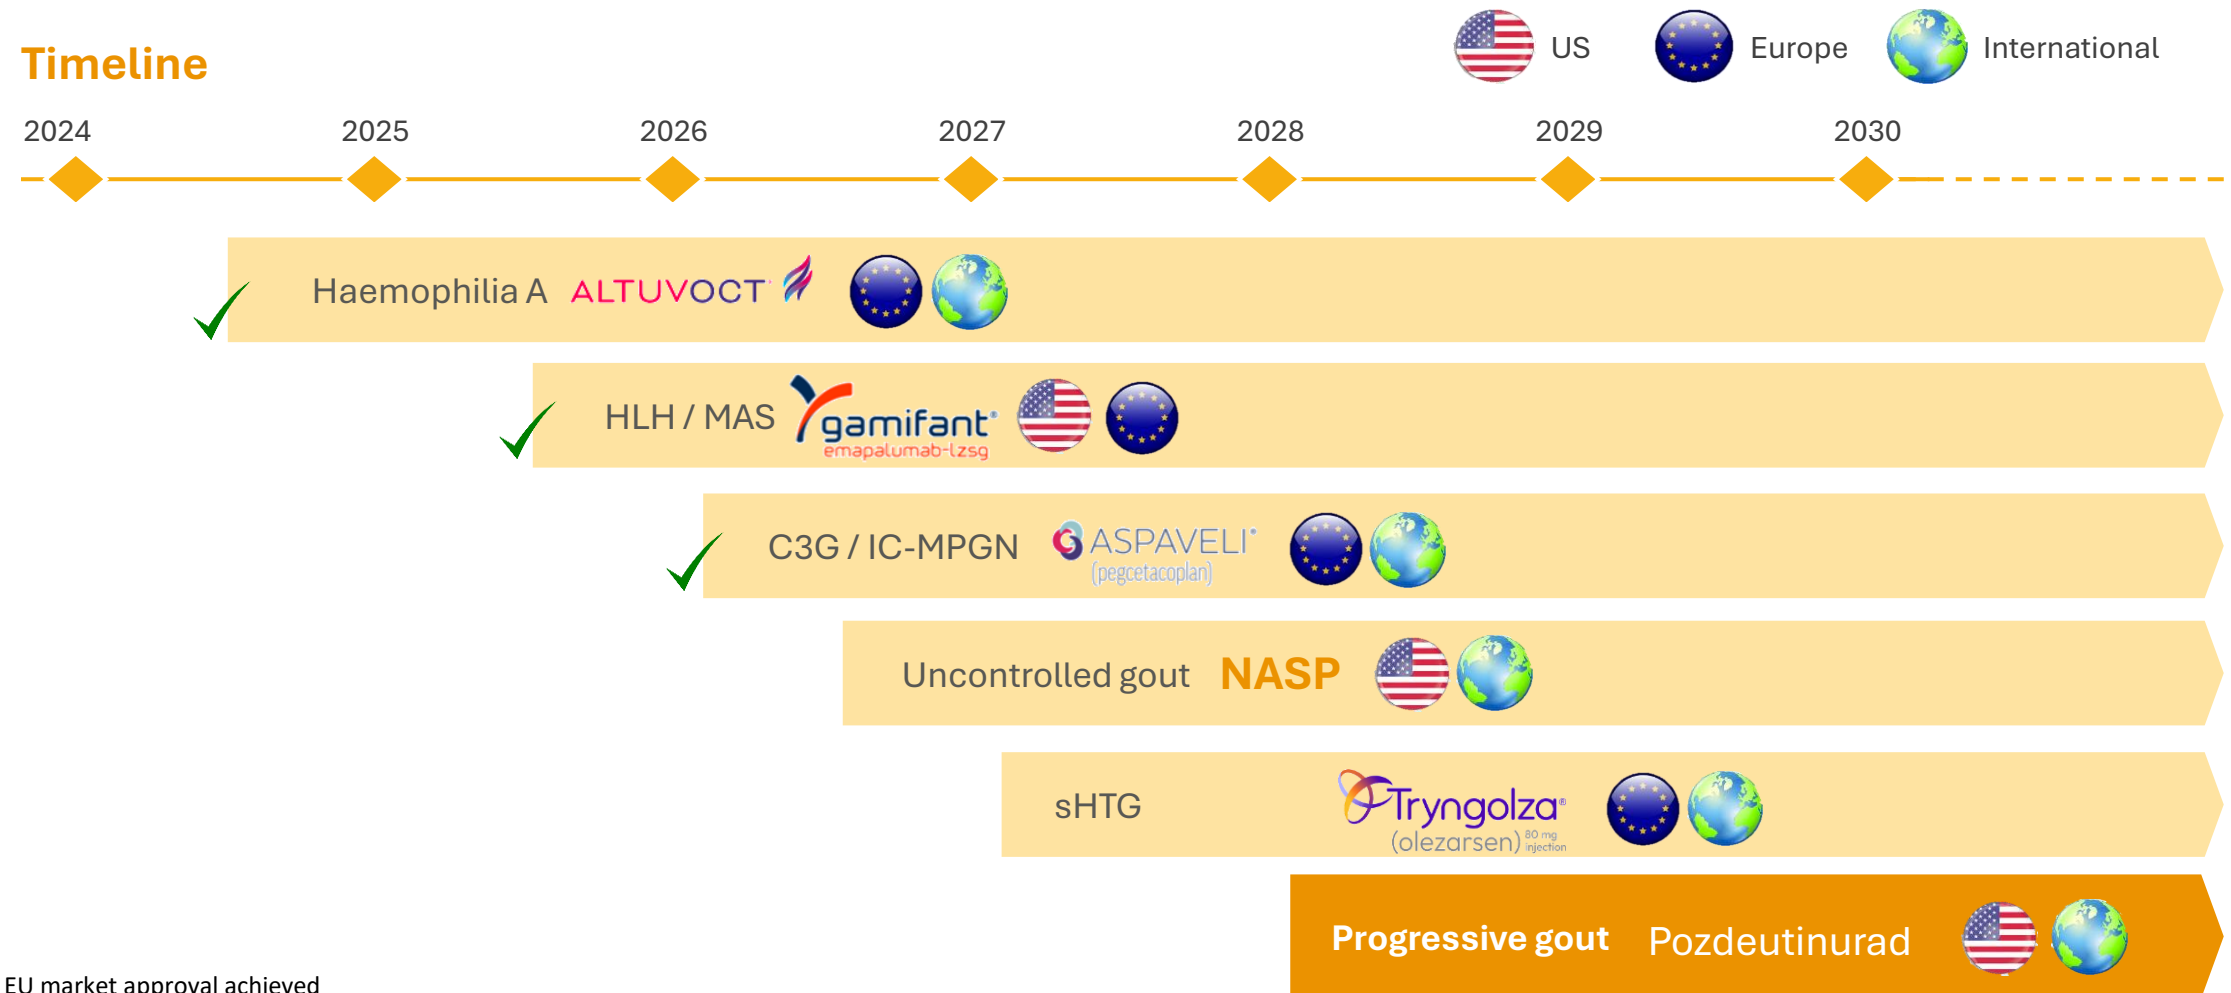 Timeline
US
Europe
International
2024
2025
2026
2027
2028
2029
2030
Haemophilia A ALTUVOCT
HLH / MAS gamifant®
emapalumab-lzsg
C3G / IC-MPGN ASPAVELI®
(pegcetacoplan)
Uncontrolled gout NASP
sHTG Tryngolza®
(olezarsen) 80 mg injection
Progressive gout Pozdeutinurad
EU market approval achieved